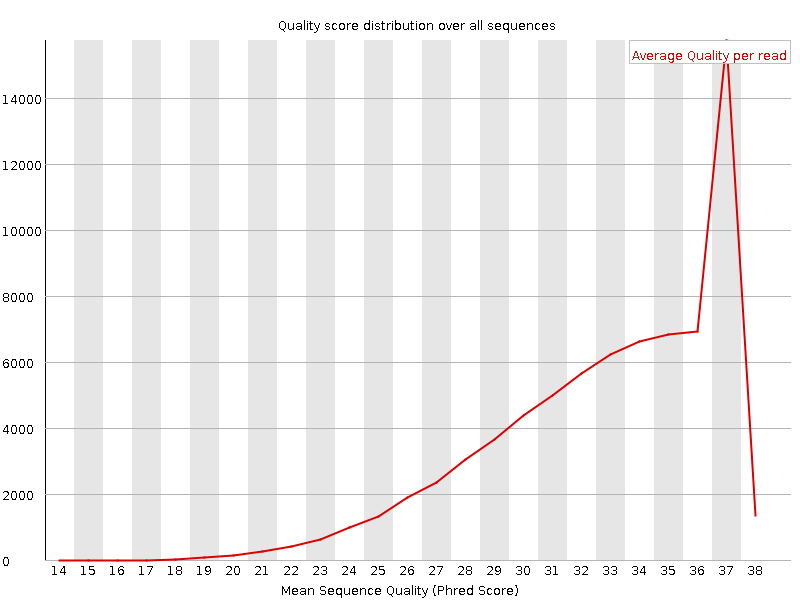 Quality score distribution over all sequences
Average Quality per read
14000
12000
10000
8000
6000
4000
2000
0
14 15 16 17 18 19 20 21 22 23 24 25 26 27 28 29 30 31 32 33 34 35 36 37 38
Mean Sequence Quality (Phred Score)